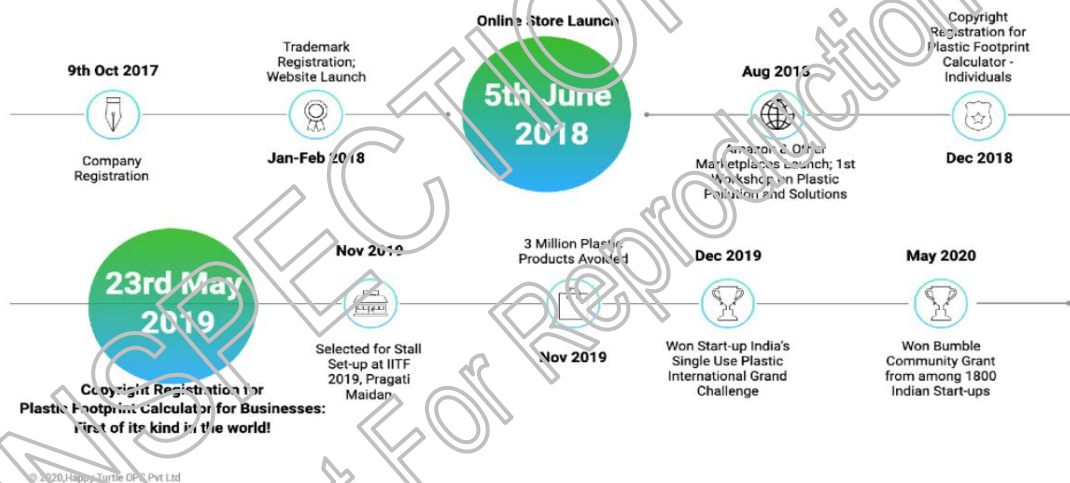 Online Store Launch
Copyright
Registration for
Plastic Footprint
Calculator -
Individuals
Trademark
Registration;
Website Launch
9th Oct 2017
Aug 2018
5th June
2018
Company
Registration
Jan-Feb 2018
Amazon & Other
Marketplaces Launch; 1st
Workshop on Plastic
Pollution and Solutions
Dec 2018
23rd May
2019
Nov 2019
3 Million Plastic
Products Avoided
Dec 2019
May 2020
Selected for Stall
Set-up at IITF
2019, Pragati
Maidan
Nov 2019
Won Start-up India's
Single Use Plastic
International Grand
Challenge
Won Bumble
Community Grant
from among 1800
Indian Start-ups
Copyright Registration for
Plastic Footprint Calculator for Businesses:
First of its kind in the world!
© 2020,Happy Turtle OPC Pvt Ltd
INSPECTION
Not For Reproduction